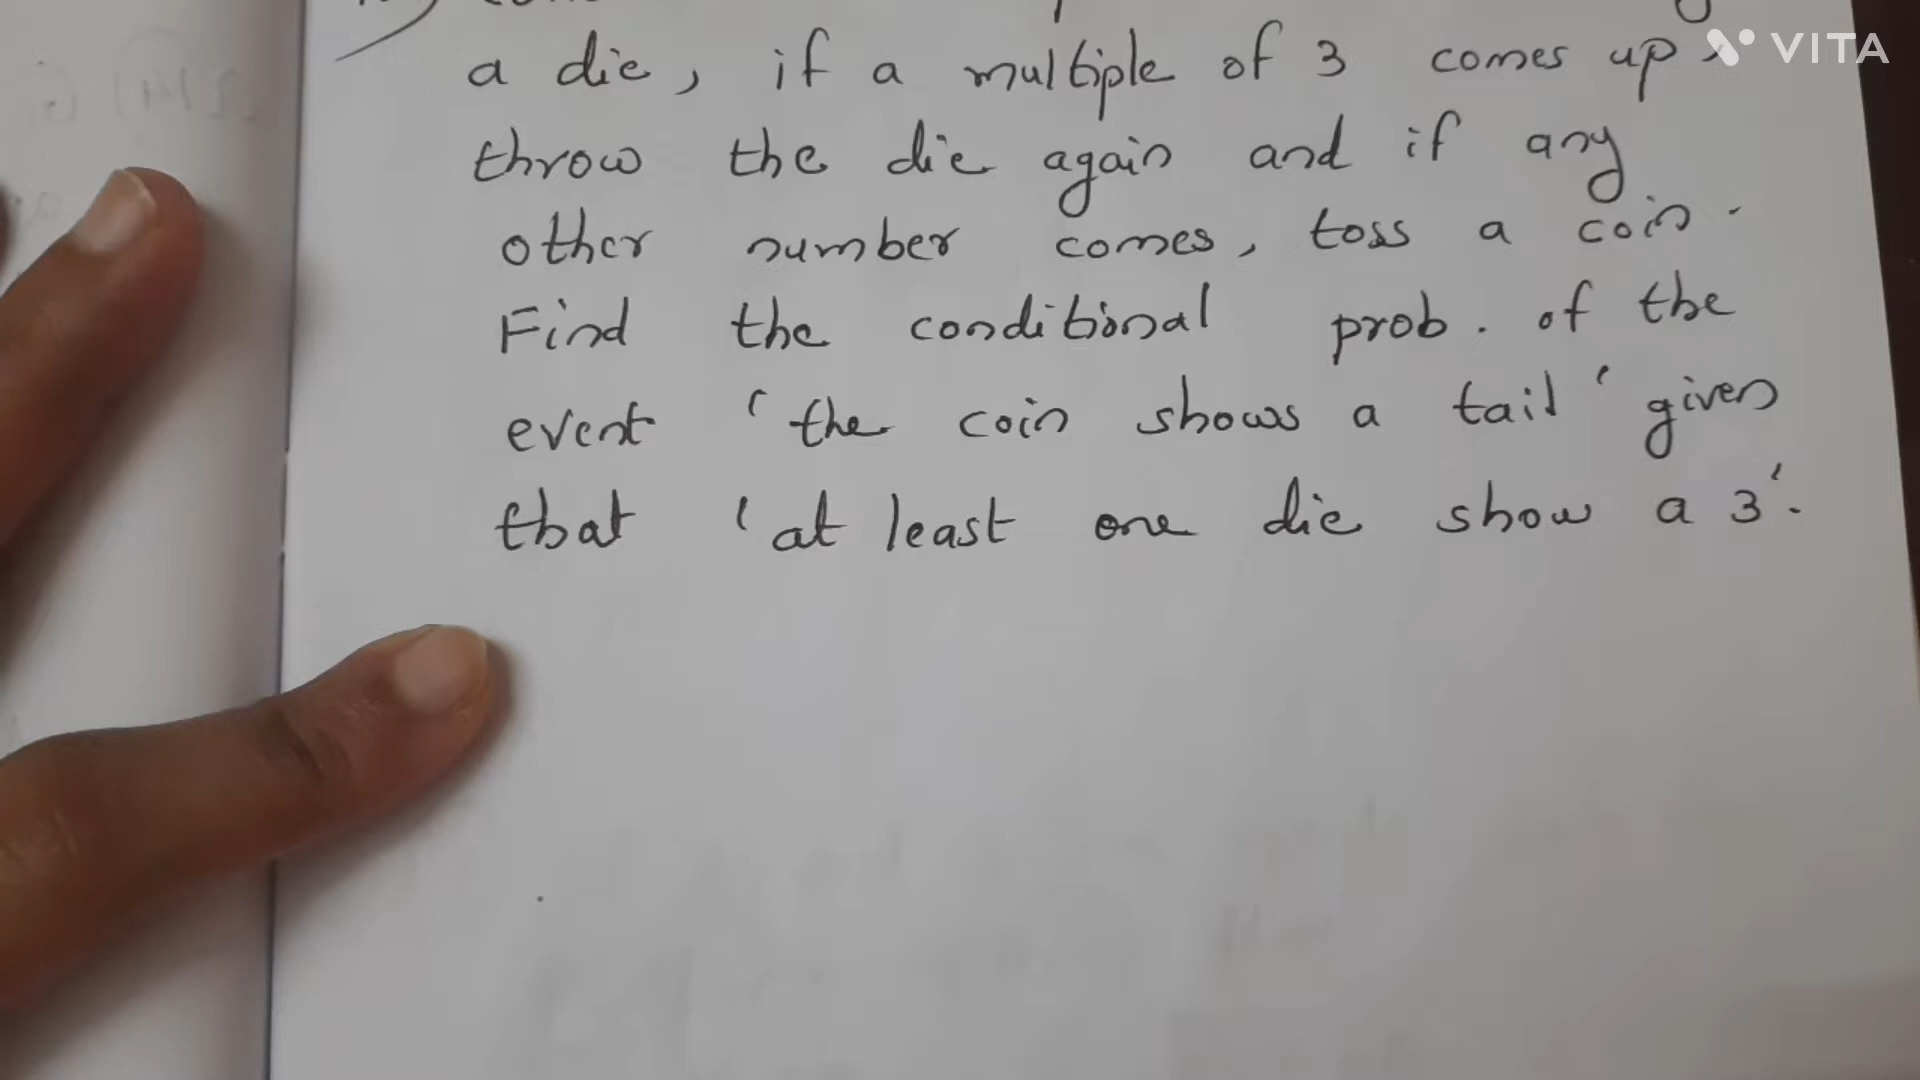 a die, if a multiple of 3 comes up,
VITA
throw the die again and if any
other number comes, toss a coin.
Find the conditional prob. of the
event 'the coin shows a tail' given
that 'at least one die show a 3'.